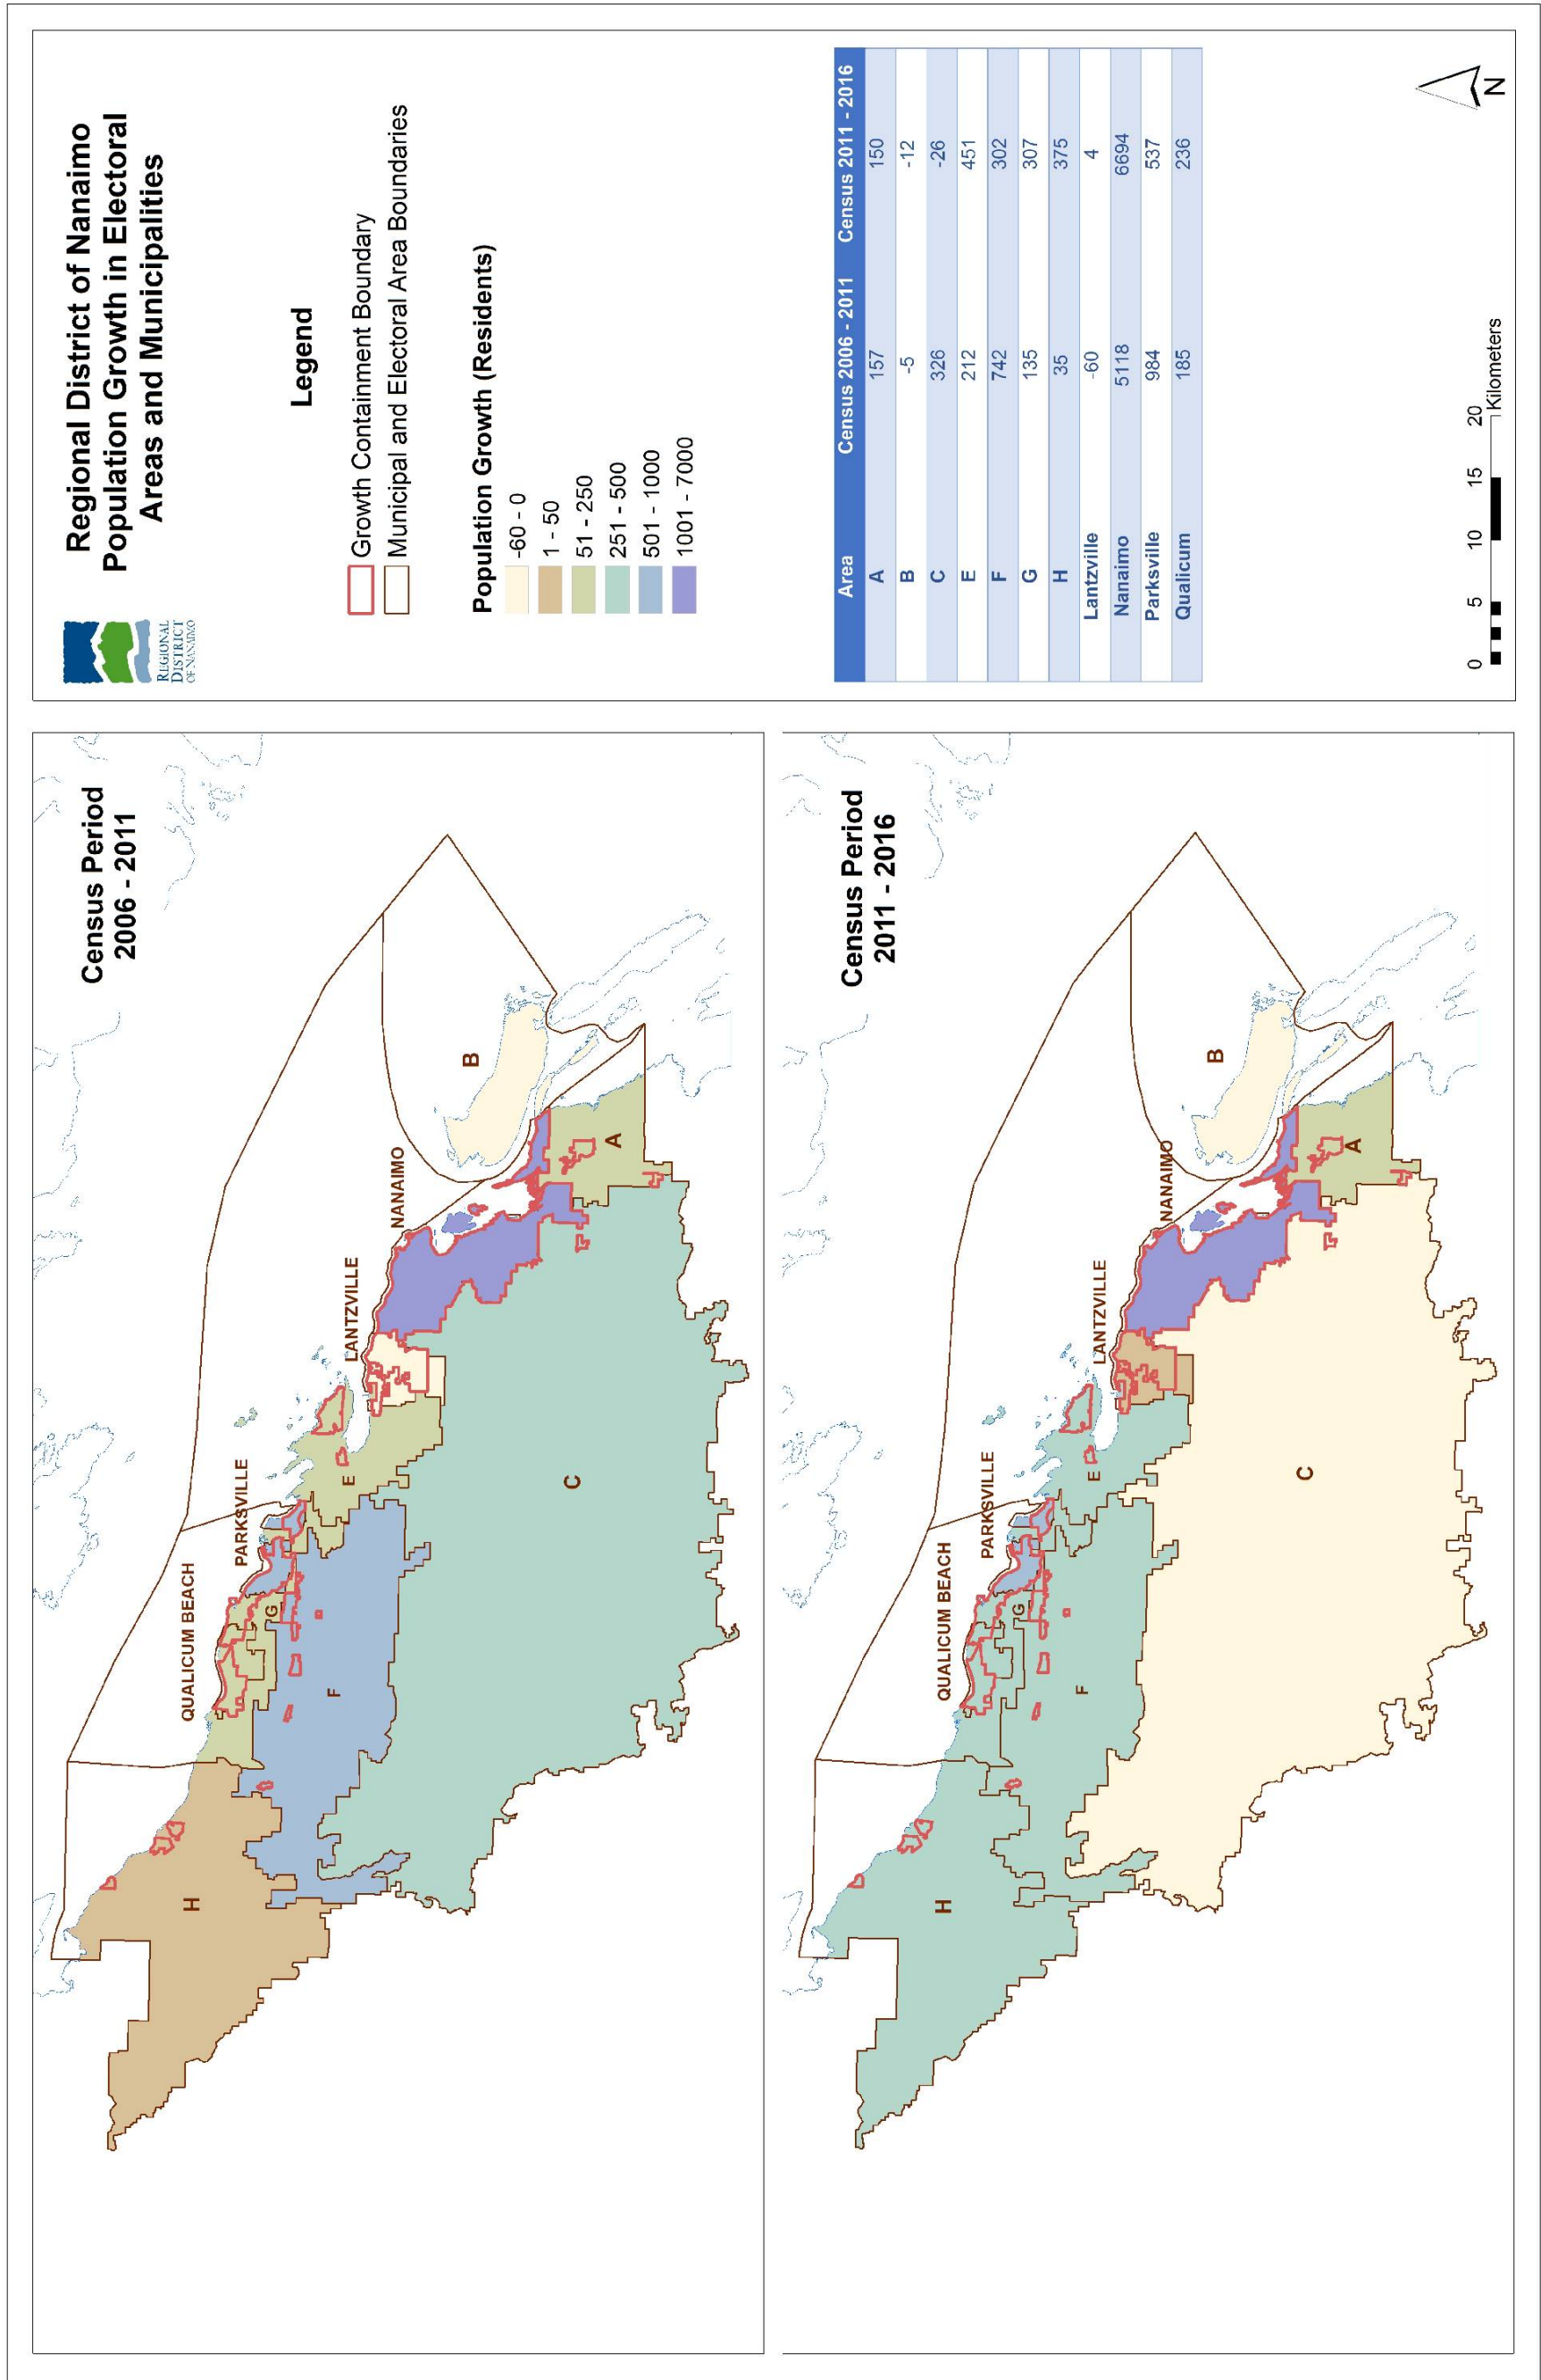 Census Period
2006 - 2011
QUALICUM BEACH
PARKSVILLE
LANTZVILLE
NANAIMO
H
G
F
E
C
A
B
Census Period
2011 - 2016
QUALICUM BEACH
PARKSVILLE
LANTZVILLE
NANAIMO
H
G
F
E
C
A
B
REGIONAL
DISTRICT
OF NANAIMO
Regional District of Nanaimo
Population Growth in Electoral
Areas and Municipalities
Legend
Growth Containment Boundary
Municipal and Electoral Area Boundaries
Population Growth (Residents)
-60 - 0
1 - 50
51 - 250
251 - 500
501 - 1000
1001 - 7000
Area Census 2006 - 2011 Census 2011 - 2016
A 157 150
B -5 -12
C 326 -26
E 212 451
F 742 302
G 135 307
H 35 375
Lantzville -60 4
Nanaimo 5118 6694
Parksville 984 537
Qualicum 185 236
0 5 10 15 20
Kilometers
N